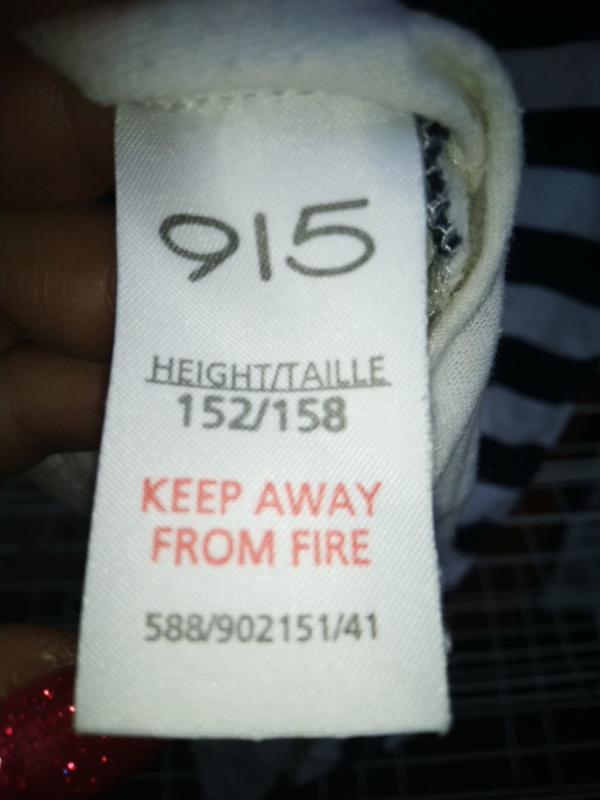 915
HEIGHT/TAILLE
152/158
KEEP AWAY
FROM FIRE
588/902151/41